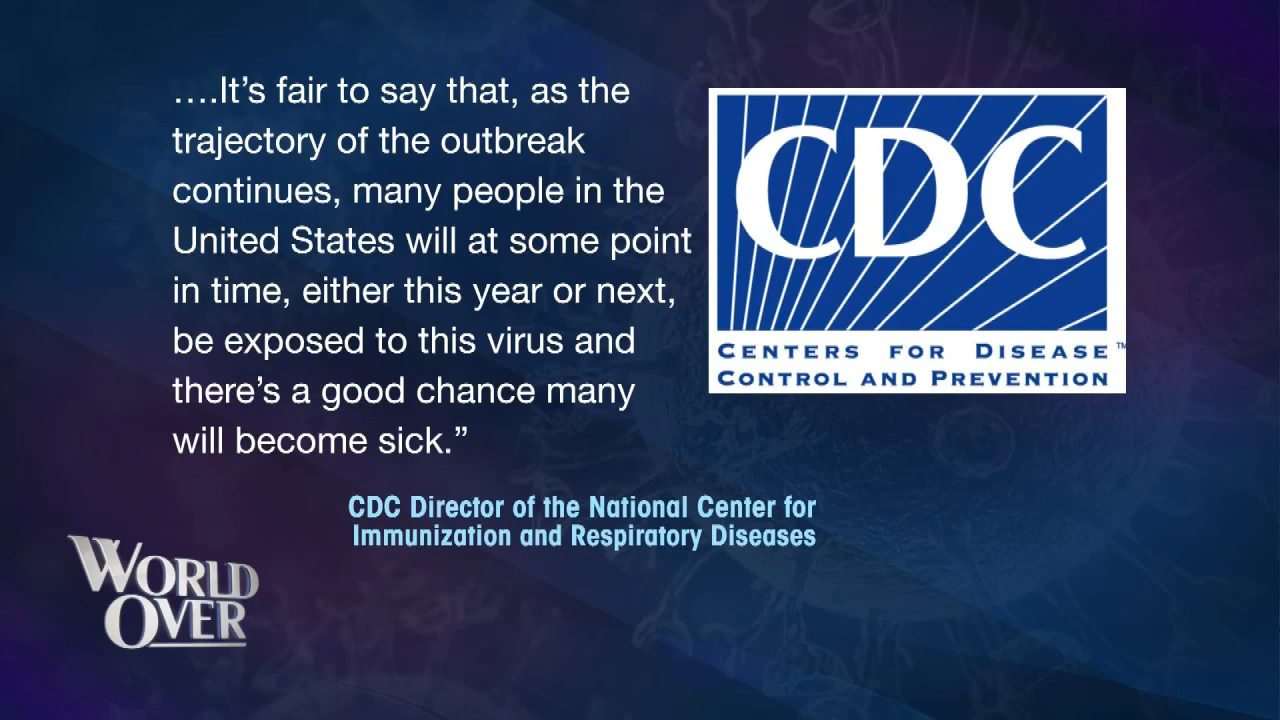 ….It’s fair to say that, as the
trajectory of the outbreak
continues, many people in the
United States will at some point
in time, either this year or next,
be exposed to this virus and
there’s a good chance many
will become sick.”
CDC
CENTERS FOR DISEASE™
CONTROL AND PREVENTION
CDC Director of the National Center for
Immunization and Respiratory Diseases
WORLD
OVER